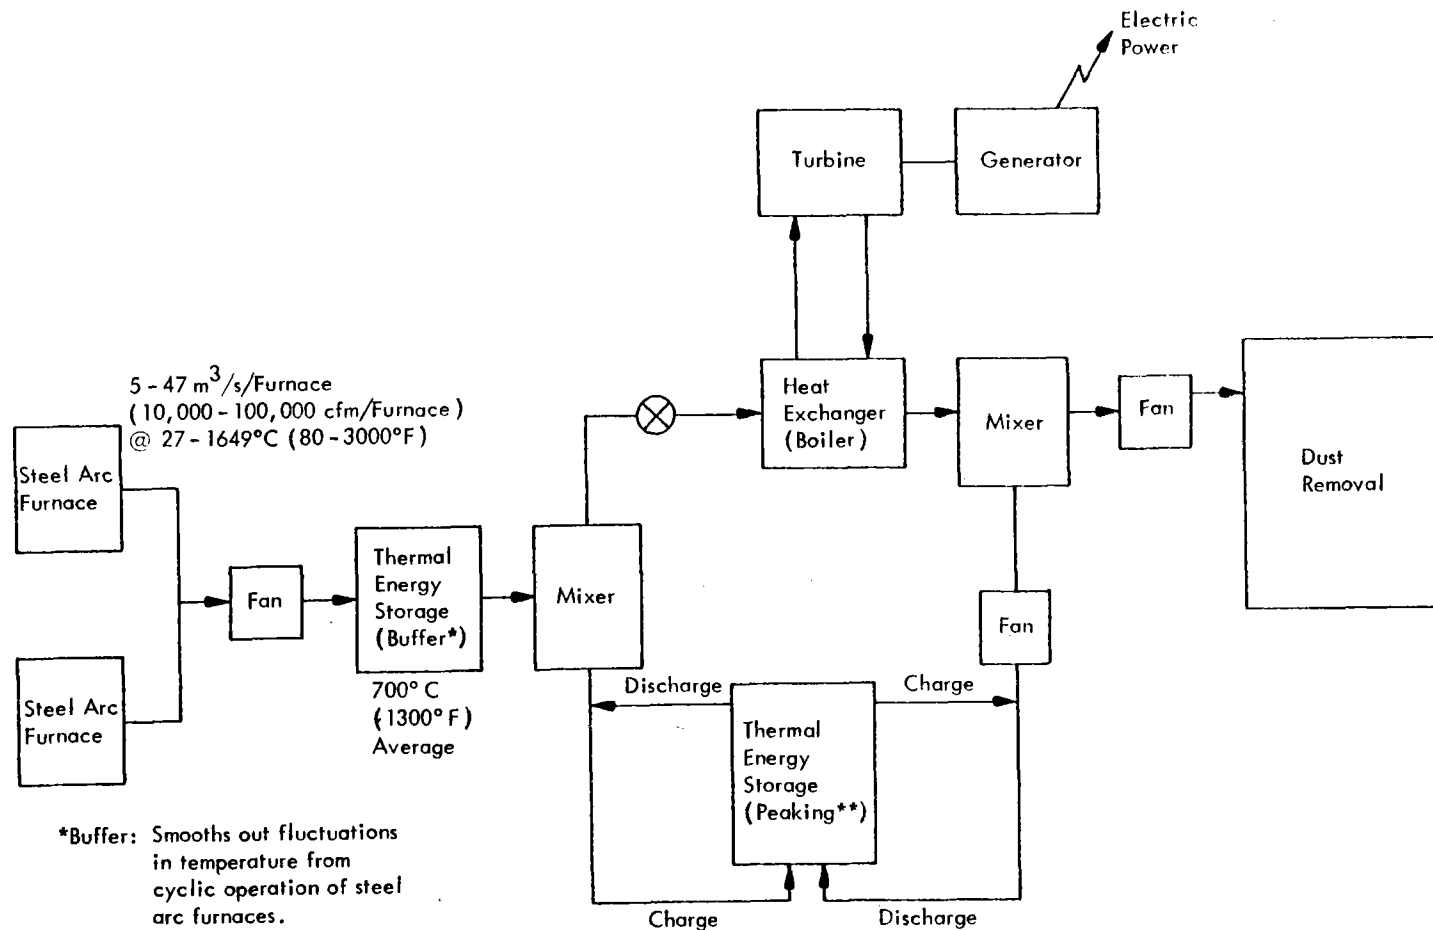 Electric
Power
Turbine
Generator
5 - 47 m³/s/Furnace
(10,000 - 100,000 cfm/Furnace)
@ 27 - 1649°C (80 - 3000°F)
Steel Arc
Furnace
Heat
Exchanger
(Boiler)
Mixer
Fan
Dust
Removal
Fan
Thermal
Energy
Storage
(Buffer*)
Mixer
700° C
(1300° F)
Average
Steel Arc
Furnace
Fan
Discharge
Charge
Thermal
Energy
Storage
(Peaking**)
Charge
Discharge
*Buffer: Smooths out fluctuations
in temperature from
cyclic operation of steel
arc furnaces.